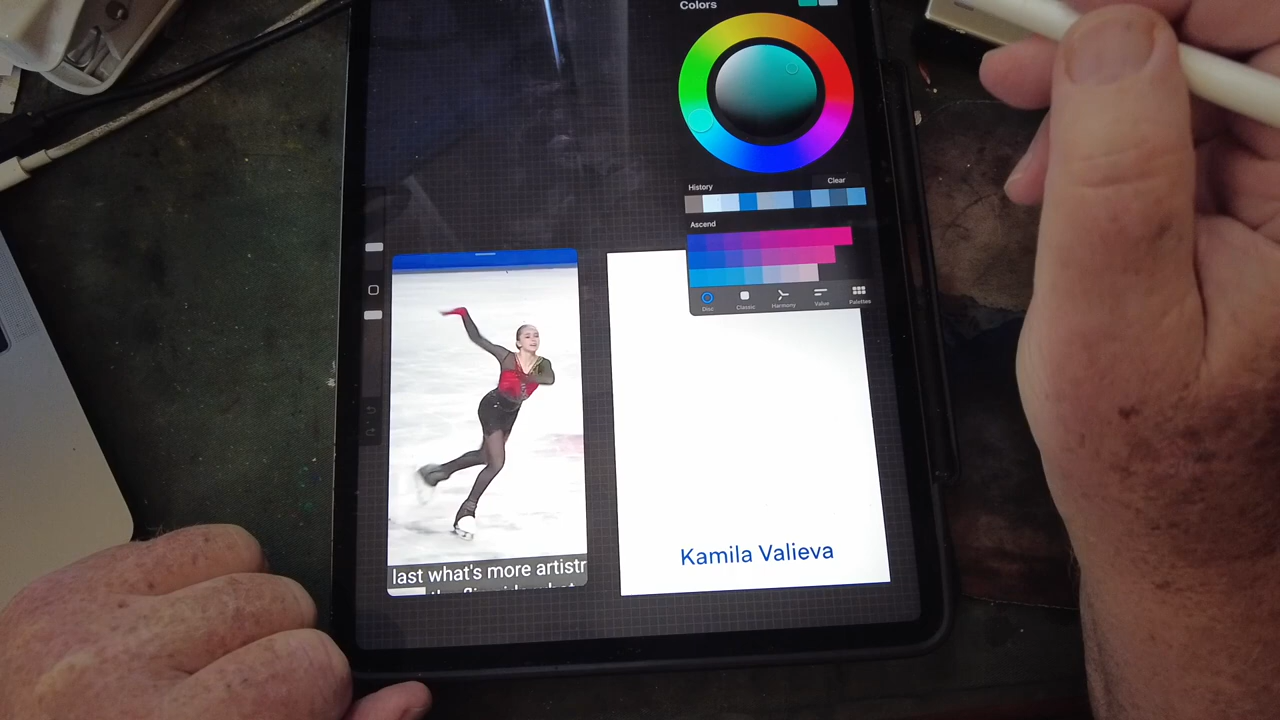 Colors
History
Clear
Ascend
Disc
Classic
Harmony
Value
Palettes
last what's more artistr
Kamila Valieva